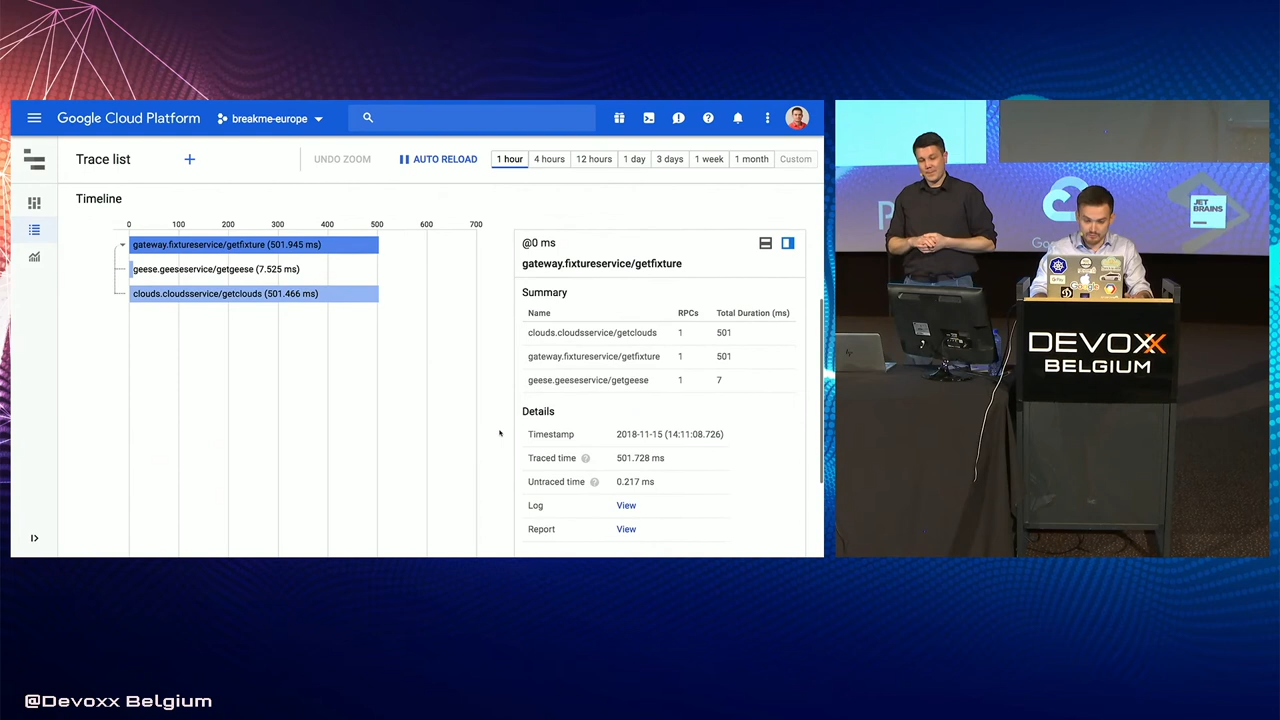 Google Cloud Platform
breakme-europe
Trace list
UNDO ZOOM
AUTO RELOAD
1 hour
4 hours
12 hours
1 day
3 days
1 week
1 month
Custom
Timeline
0 100 200 300 400 500 600 700
gateway.fixtureservice/getfixture (501.945 ms)
geese.geeseservice/getgeese (7.525 ms)
clouds.cloudsservice/getclouds (501.466 ms)
@0 ms
gateway.fixtureservice/getfixture
Summary
Name RPCs Total Duration (ms)
clouds.cloudsservice/getclouds 1 501
gateway.fixtureservice/getfixture 1 501
geese.geeseservice/getgeese 1 7
Details
Timestamp 2018-11-15 (14:11:08.726)
Traced time 501.728 ms
Untraced time 0.217 ms
Log View
Report View
JET
BRAINS
Google
DEVOXX
BELGIUM
@Devoxx Belgium